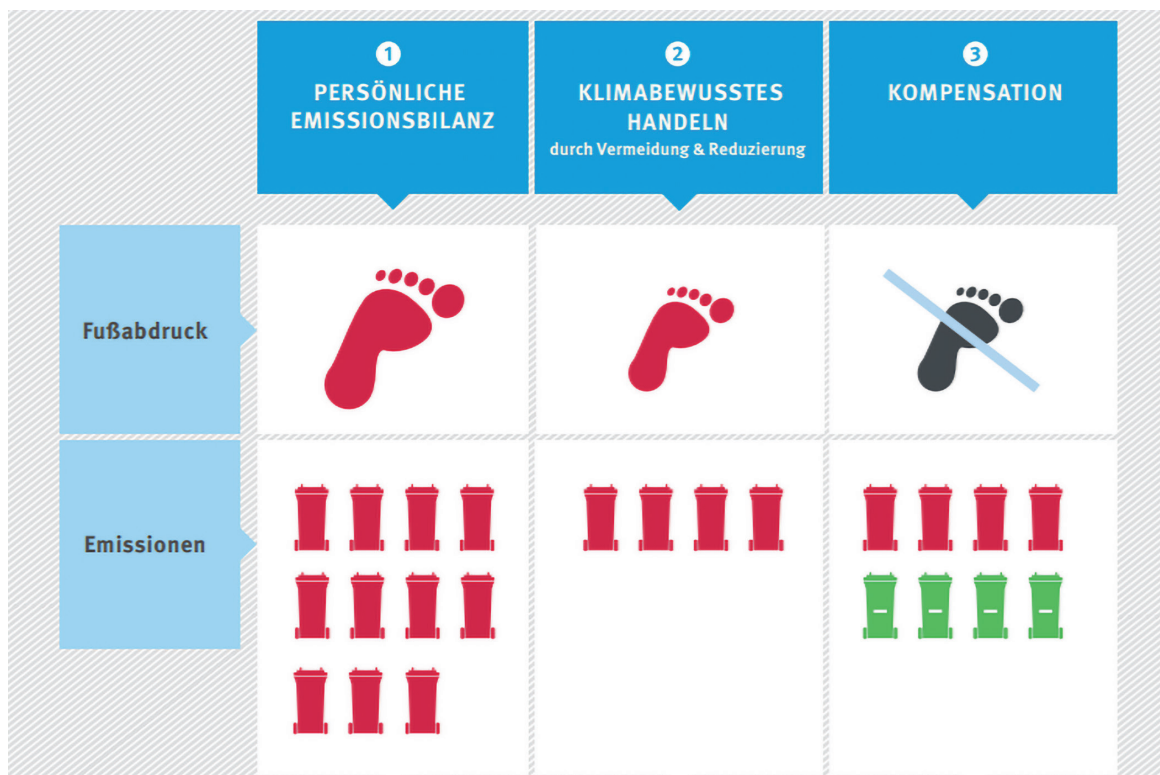 1
PERSÖNLICHE
EMISSIONSBILANZ
2
KLIMABEWUSSTES
HANDELN
durch Vermeidung & Reduzierung
3
KOMPENSATION
Fußabdruck
Emissionen